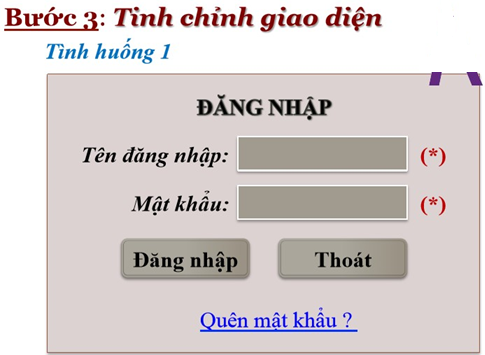 Bước 3: Tinh chỉnh giao diện
Tình huống 1
ĐĂNG NHẬP
Tên đăng nhập: (*)
Mật khẩu: (*)
Đăng nhập Thoát
Quên mật khẩu ?